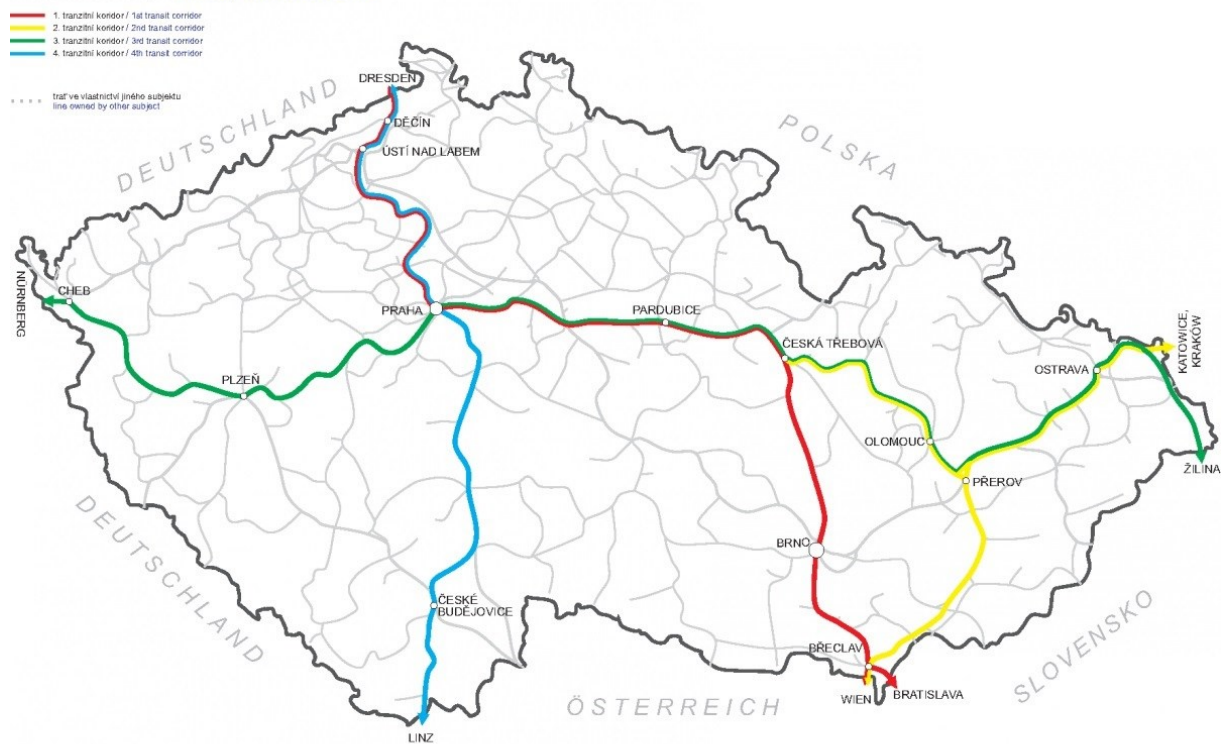 1. tranzitní koridor / 1st transit corridor
2. tranzitní koridor / 2nd transit corridor
3. tranzitní koridor / 3rd transit corridor
4. tranzitní koridor / 4th transit corridor
trať ve vlastnictví jiného subjektu
line owned by other subject
DRESDEN
DĚČÍN
ÚSTÍ NAD LABEM
DEUTSCHLAND
POLSKA
NÜRNBERG
CHEB
PRAHA
PARDUBICE
ČESKÁ TŘEBOVÁ
KATOWICE,
KRAKÓW
OSTRAVA
PLZEŇ
OLOMOUC
ŽILINA
PŘEROV
DEUTSCHLAND
BRNO
ČESKÉ
BUDĚJOVICE
SLOVENSKO
BŘECLAV
WIEN
BRATISLAVA
ÖSTERREICH
LINZ